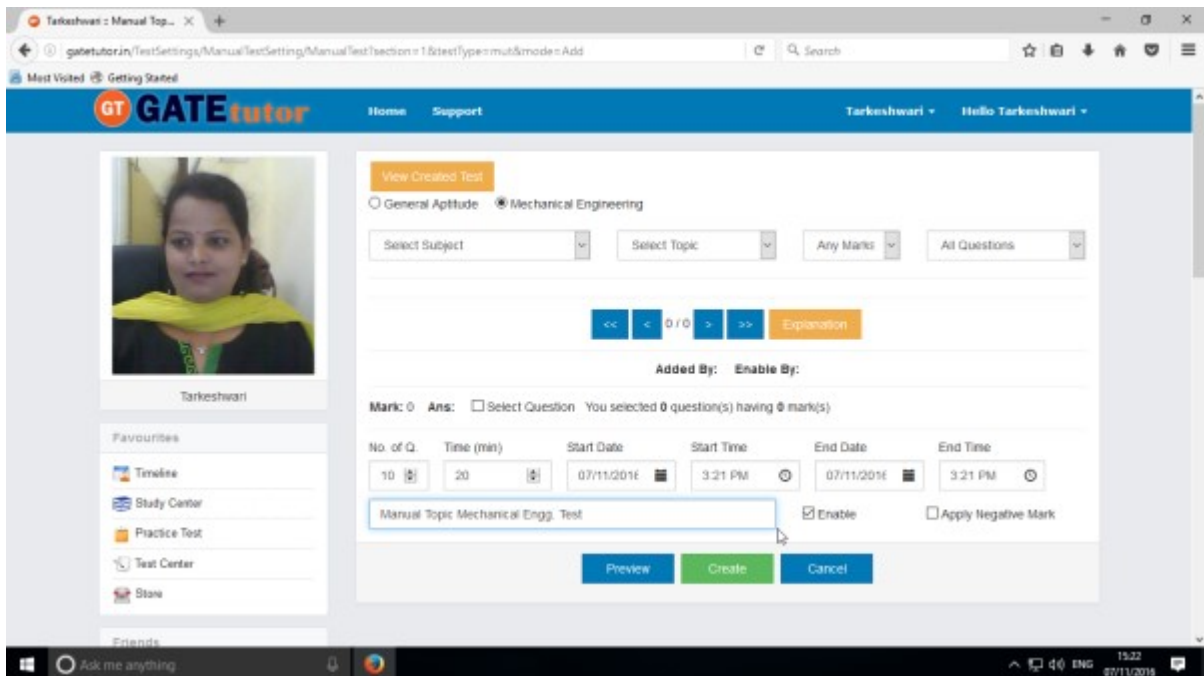 Tarkeshwari :: Manual Top...
gatetutor.in/TestSettings/ManualTestSetting/ManualTest?section=1&testType=mut&mode=Add
Search
Most Visited Getting Started
GT GATEtutor Home Support Tarkeshwari Hello Tarkeshwari
View Created Test
General Aptitude Mechanical Engineering
Select Subject Select Topic Any Marks All Questions
<< < 0 / 0 > >> Explanation
Added By: Enable By:
Tarkeshwari
Mark: 0 Ans: Select Question You selected 0 question(s) having 0 mark(s)
Favourites
Timeline
Study Center
Practice Test
Test Center
Store
Friends
No. of Q. Time (min) Start Date Start Time End Date End Time
10 20 07/11/2016 3:21 PM 07/11/2016 3:21 PM
Manual Topic Mechanical Engg. Test Enable Apply Negative Mark
Preview Create Cancel
Ask me anything ENG 15:22
07/11/2016